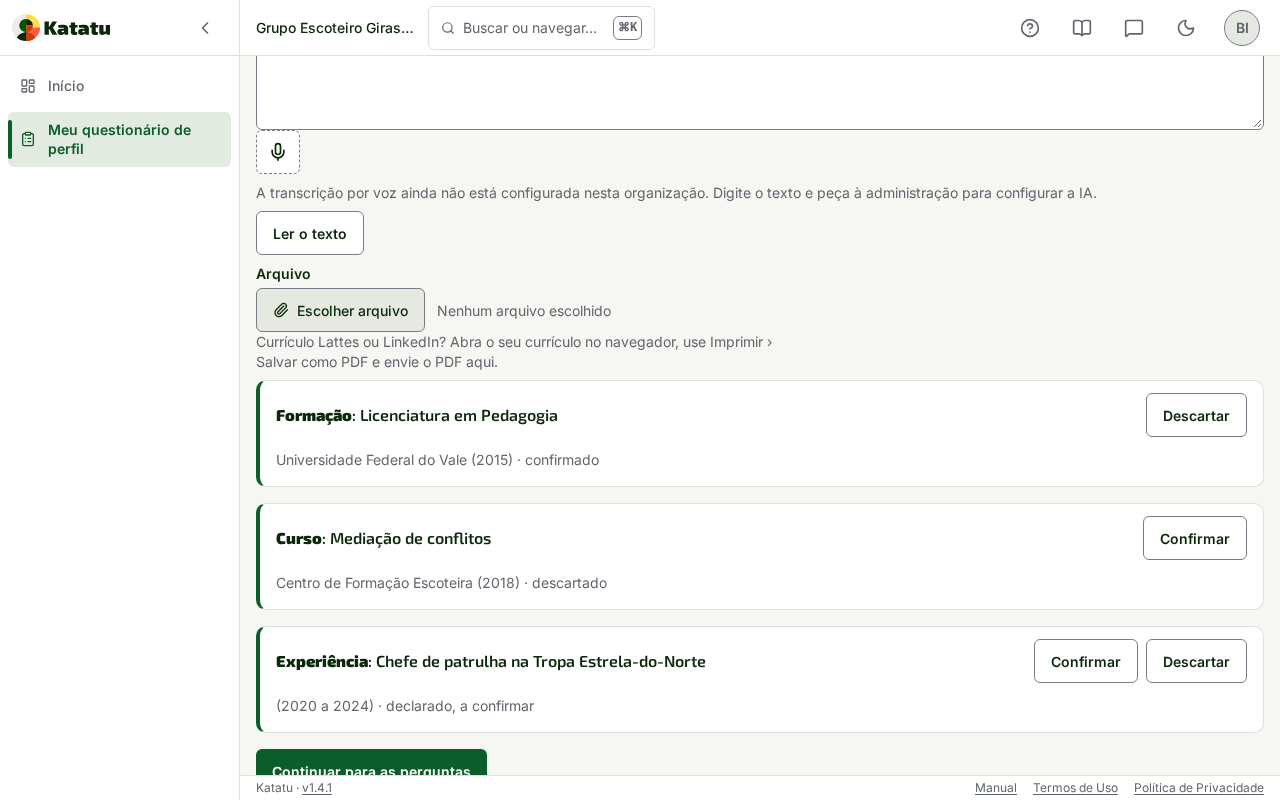 Katatu
Grupo Escoteiro Giras...
Buscar ou navegar...
⌘K
BI
Início
Meu questionário de
perfil
A transcrição por voz ainda não está configurada nesta organização. Digite o texto e peça à administração para configurar a IA.
Ler o texto
Arquivo
Escolher arquivo
Nenhum arquivo escolhido
Currículo Lattes ou LinkedIn? Abra o seu currículo no navegador, use Imprimir ›
Salvar como PDF e envie o PDF aqui.
Formação: Licenciatura em Pedagogia
Descartar
Universidade Federal do Vale (2015) · confirmado
Curso: Mediação de conflitos
Confirmar
Centro de Formação Escoteira (2018) · descartado
Experiência: Chefe de patrulha na Tropa Estrela-do-Norte
Confirmar
Descartar
(2020 a 2024) · declarado, a confirmar
Continuar para as perguntas
Katatu · v1.4.1
Manual
Termos de Uso
Política de Privacidade